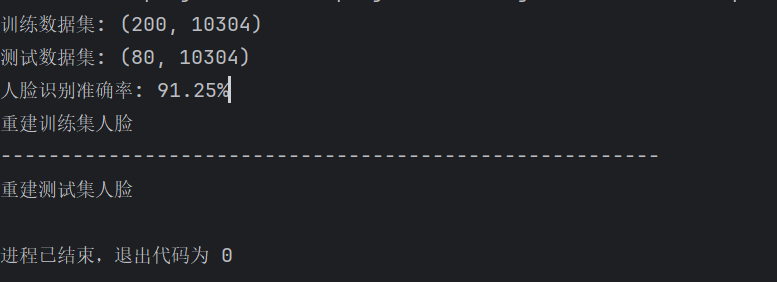 训练数据集: (200, 10304)
测试数据集: (80, 10304)
人脸识别准确率: 91.25%
重建训练集人脸
-------------------------------------------------------
重建测试集人脸
进程已结束，退出代码为 0